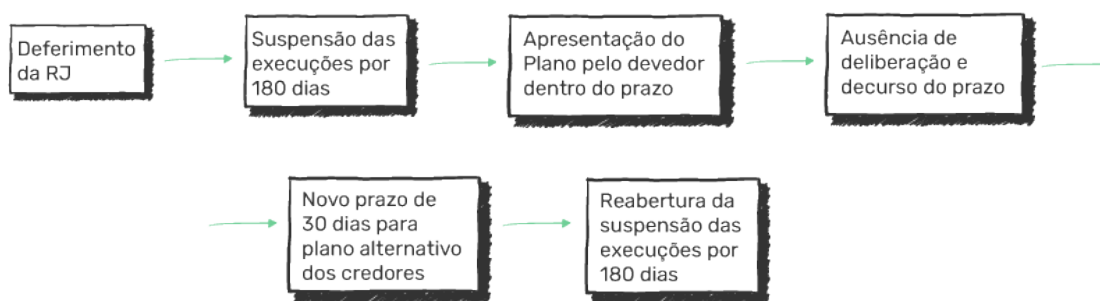 Deferimento
da RJ
Suspensão das
execuções por
180 dias
Apresentação do
Plano pelo devedor
dentro do prazo
Ausência de
deliberação e
decurso do prazo
Novo prazo de
30 dias para
plano alternativo
dos credores
Reabertura da
suspensão das
execuções por
180 dias